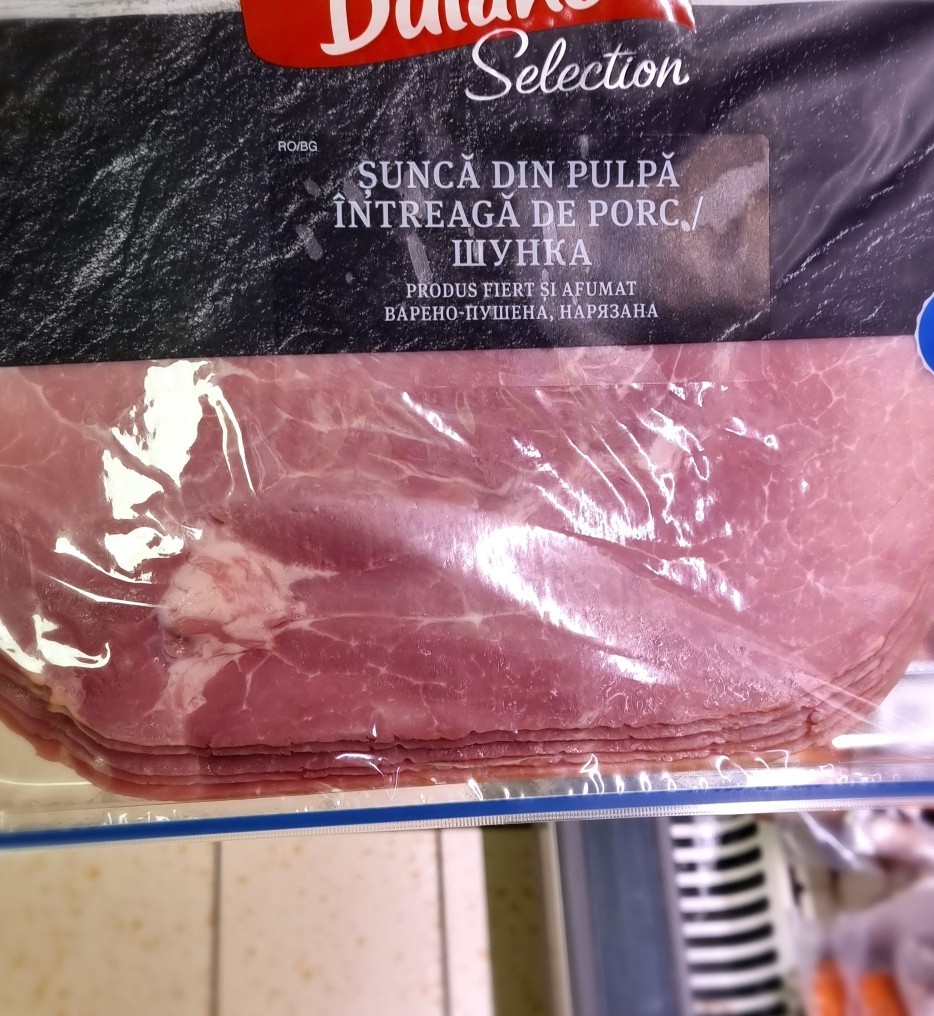 Selection
RO/BG
ȘUNCĂ DIN PULPĂ
ÎNTREAGĂ DE PORC /
ШУНКА
PRODUS FIERT ȘI AFUMAT
ВАРЕНО-ПУШЕНА, НАРЯЗАНА